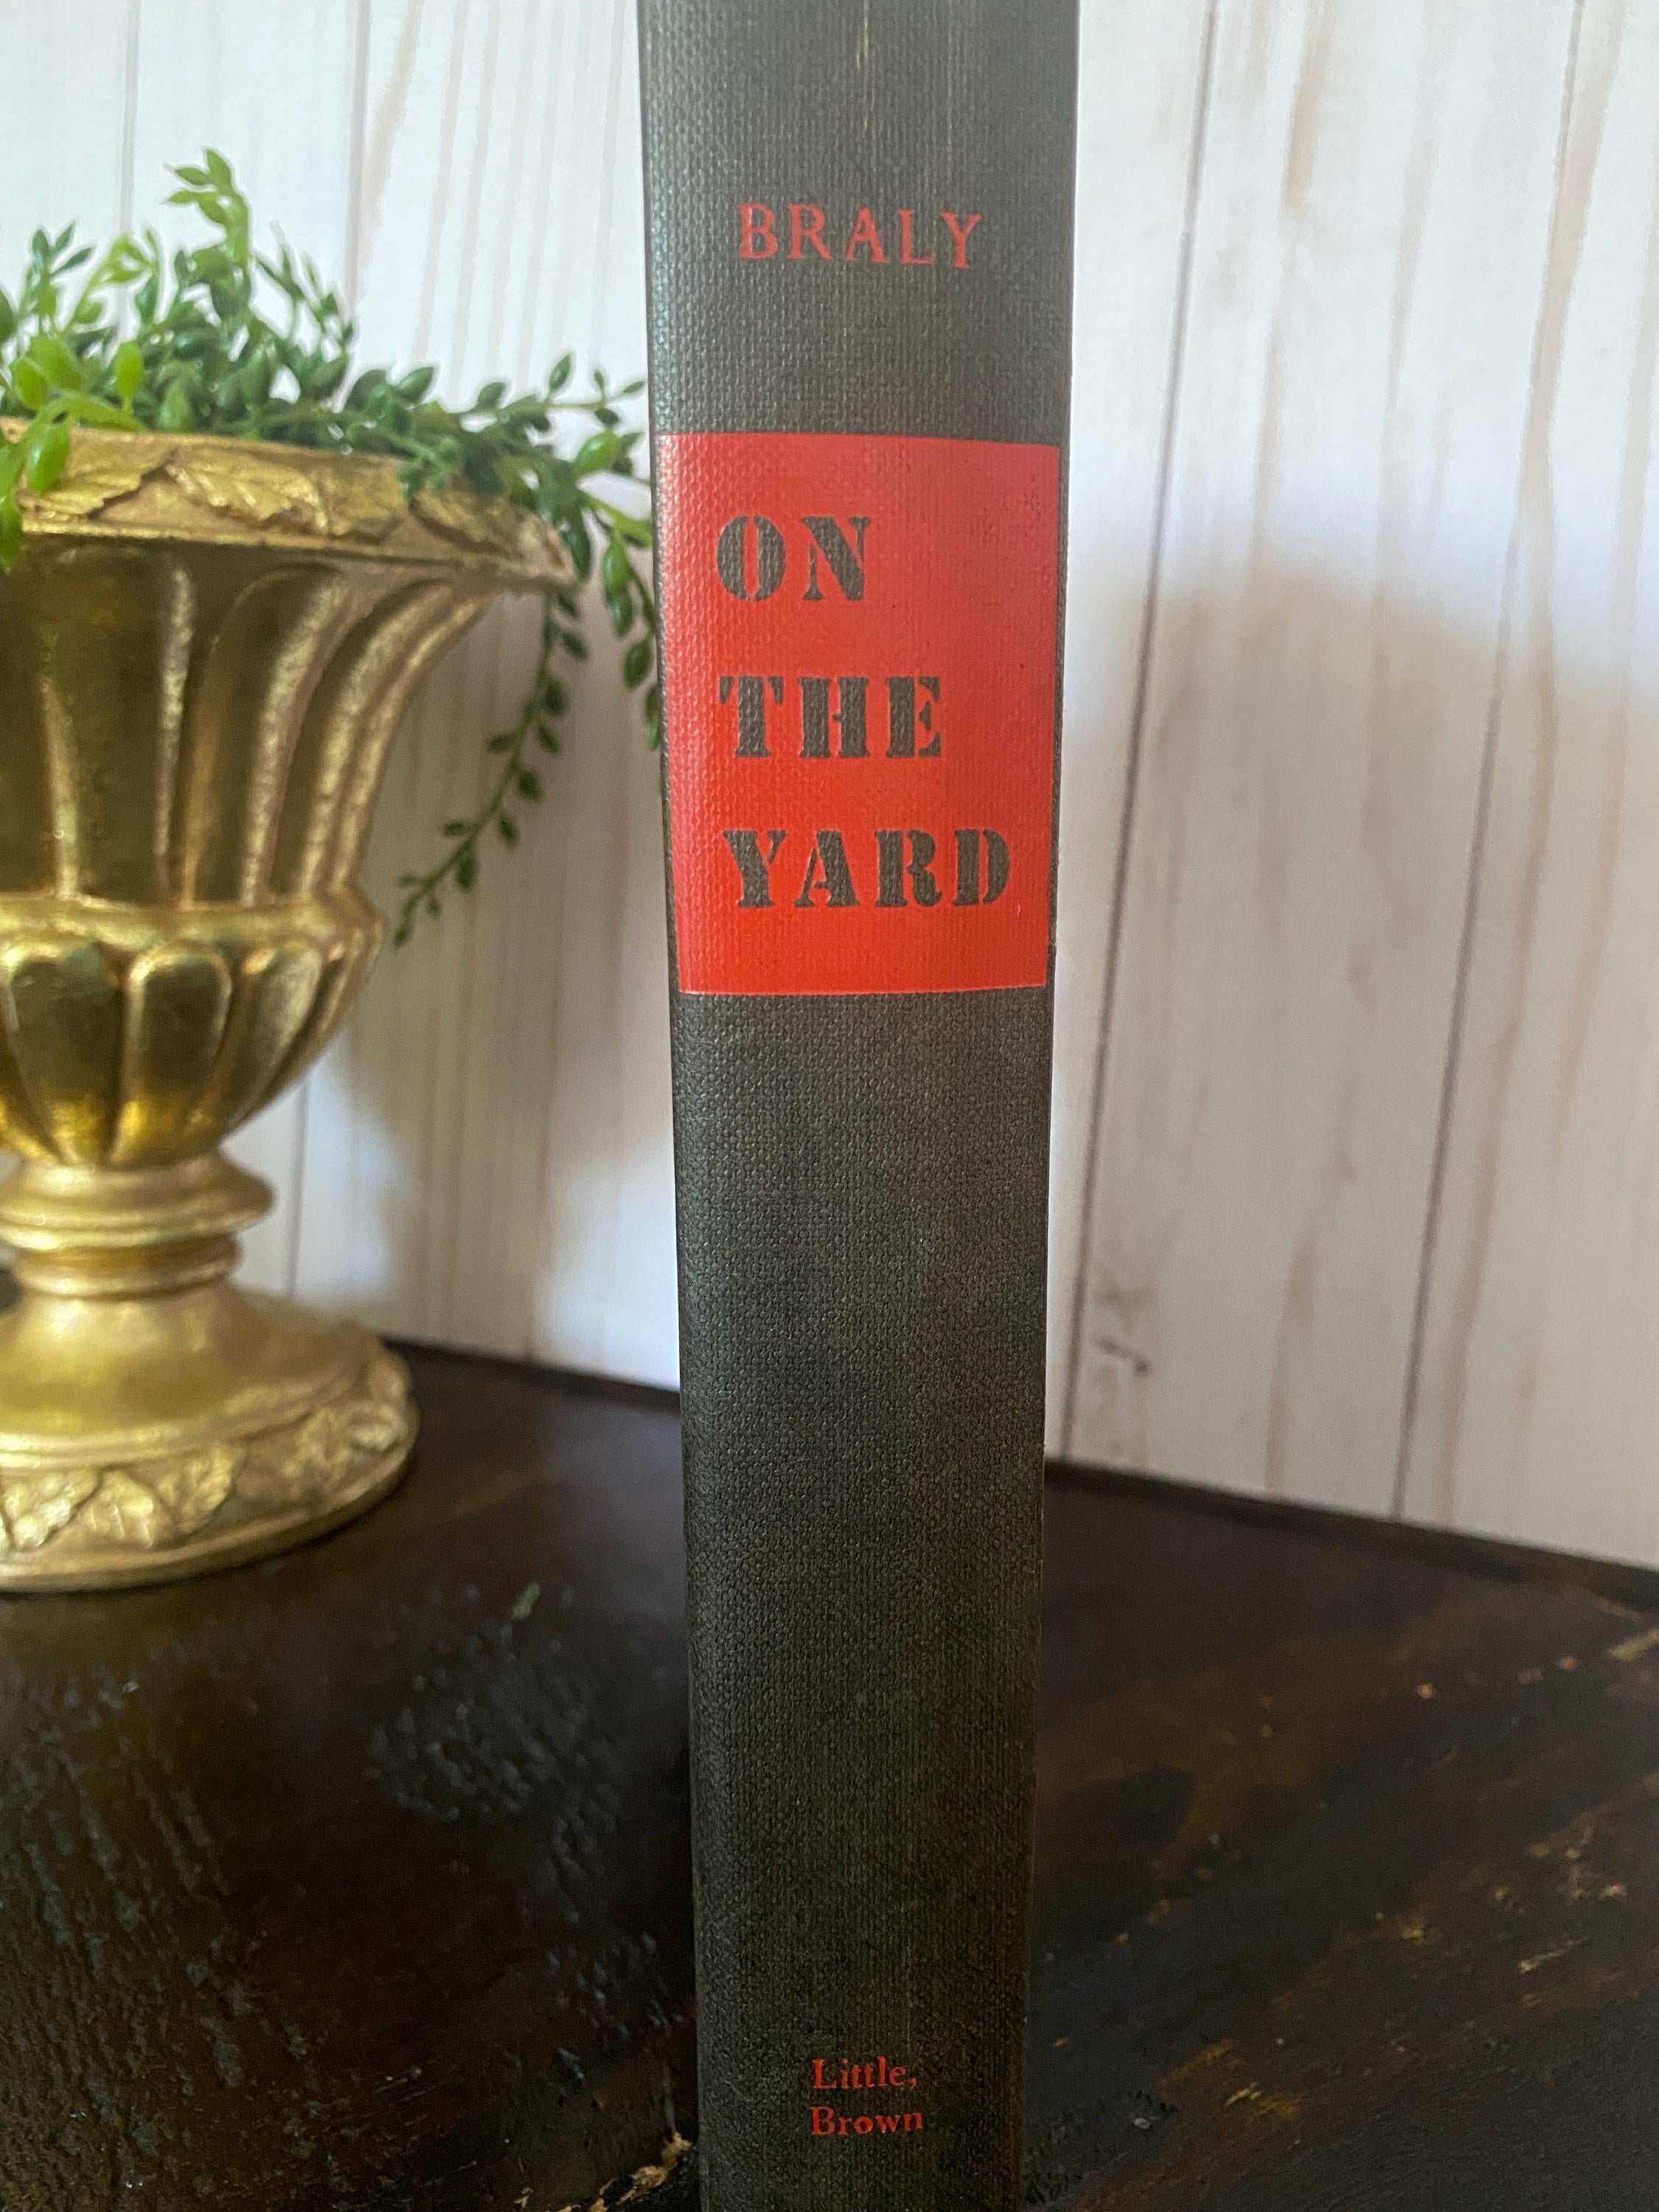 BRALY
ON
THE
YARD
Little,
Brown